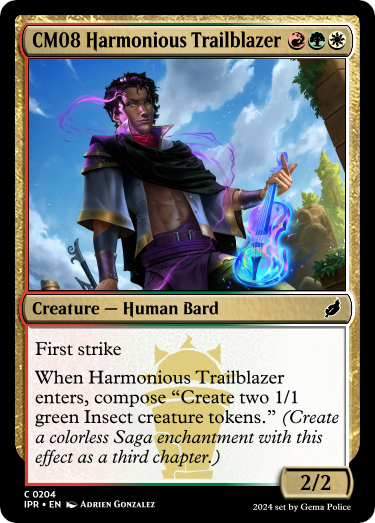 CM08 Harmonious Trailblazer
Creature — Human Bard
First strike
When Harmonious Trailblazer
enters, compose “Create two 1/1
green Insect creature tokens.” (Create
a colorless Saga enchantment with this
effect as a third chapter.)
2/2
C 0204
IPR • EN Adrien Gonzalez
2024 set by Gema Police